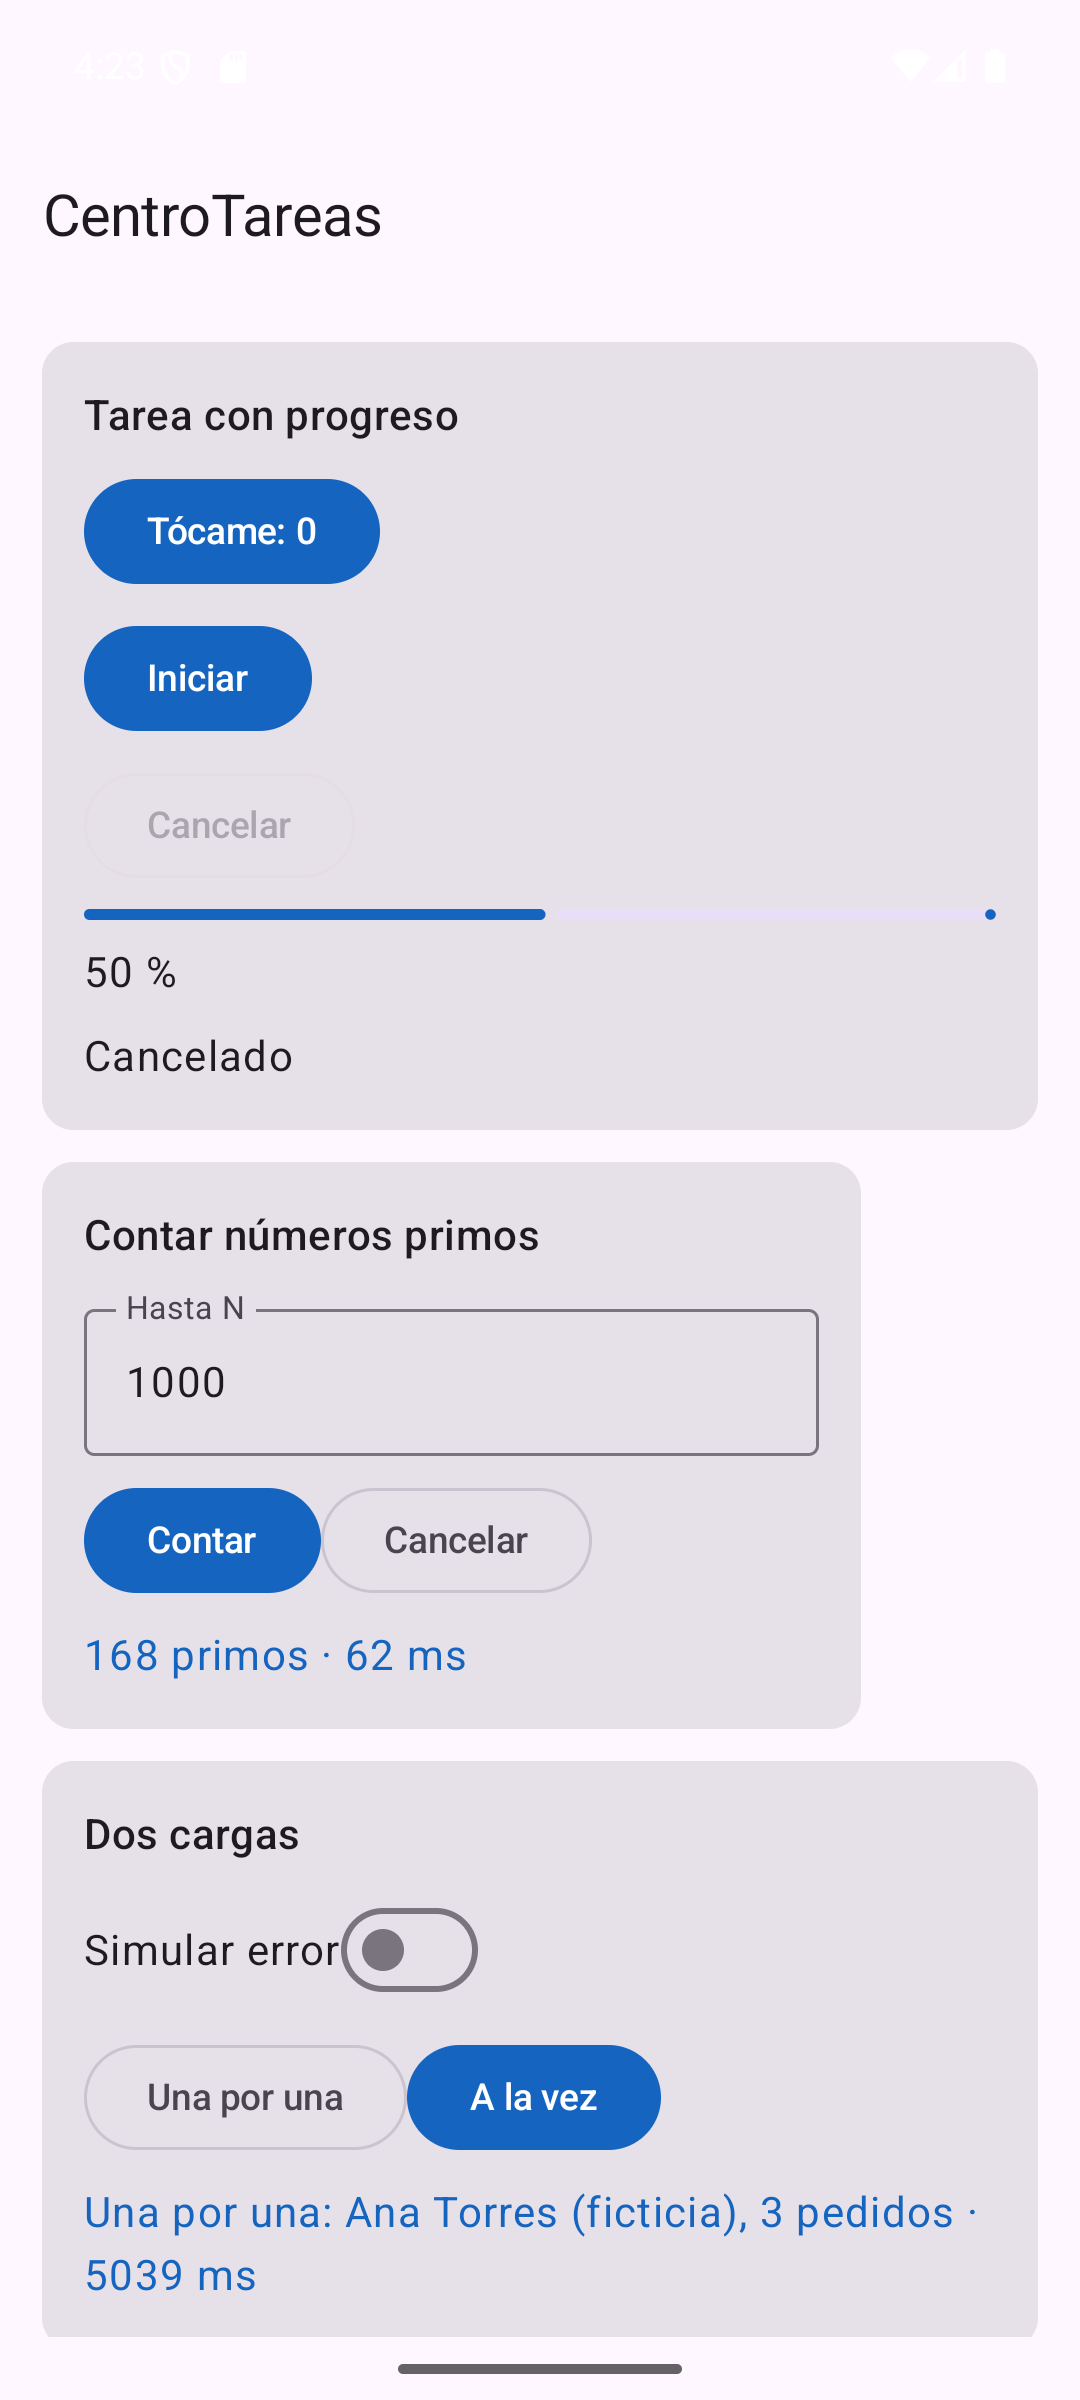 4:23
CentroTareas
Tarea con progreso
Tócame: 0
Iniciar
Cancelar
50 %
Cancelado
Contar números primos
Hasta N
1000
Contar Cancelar
168 primos · 62 ms
Dos cargas
Simular error
Una por una A la vez
Una por una: Ana Torres (ficticia), 3 pedidos ·
5039 ms